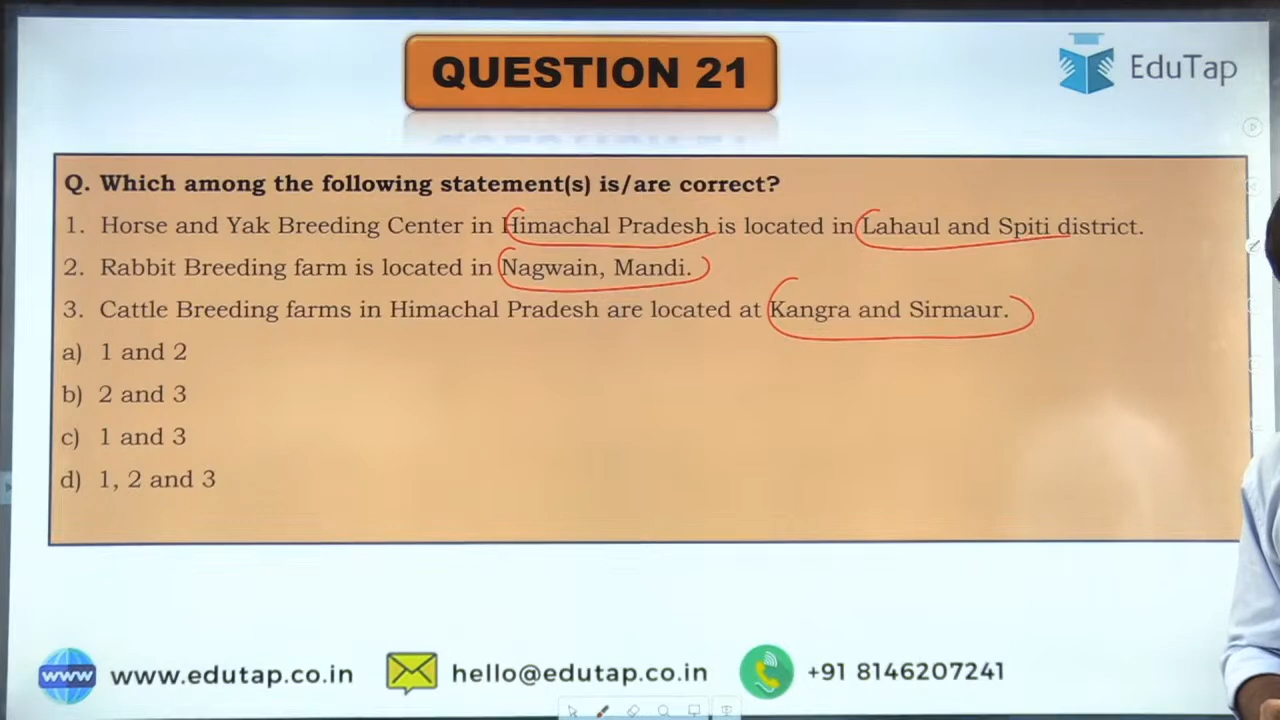 QUESTION 21
EduTap
Q. Which among the following statement(s) is/are correct?
1. Horse and Yak Breeding Center in Himachal Pradesh is located in Lahaul and Spiti district.
2. Rabbit Breeding farm is located in Nagwain, Mandi.
3. Cattle Breeding farms in Himachal Pradesh are located at Kangra and Sirmaur.
a) 1 and 2
b) 2 and 3
c) 1 and 3
d) 1, 2 and 3
www www.edutap.co.in hello@edutap.co.in +91 8146207241